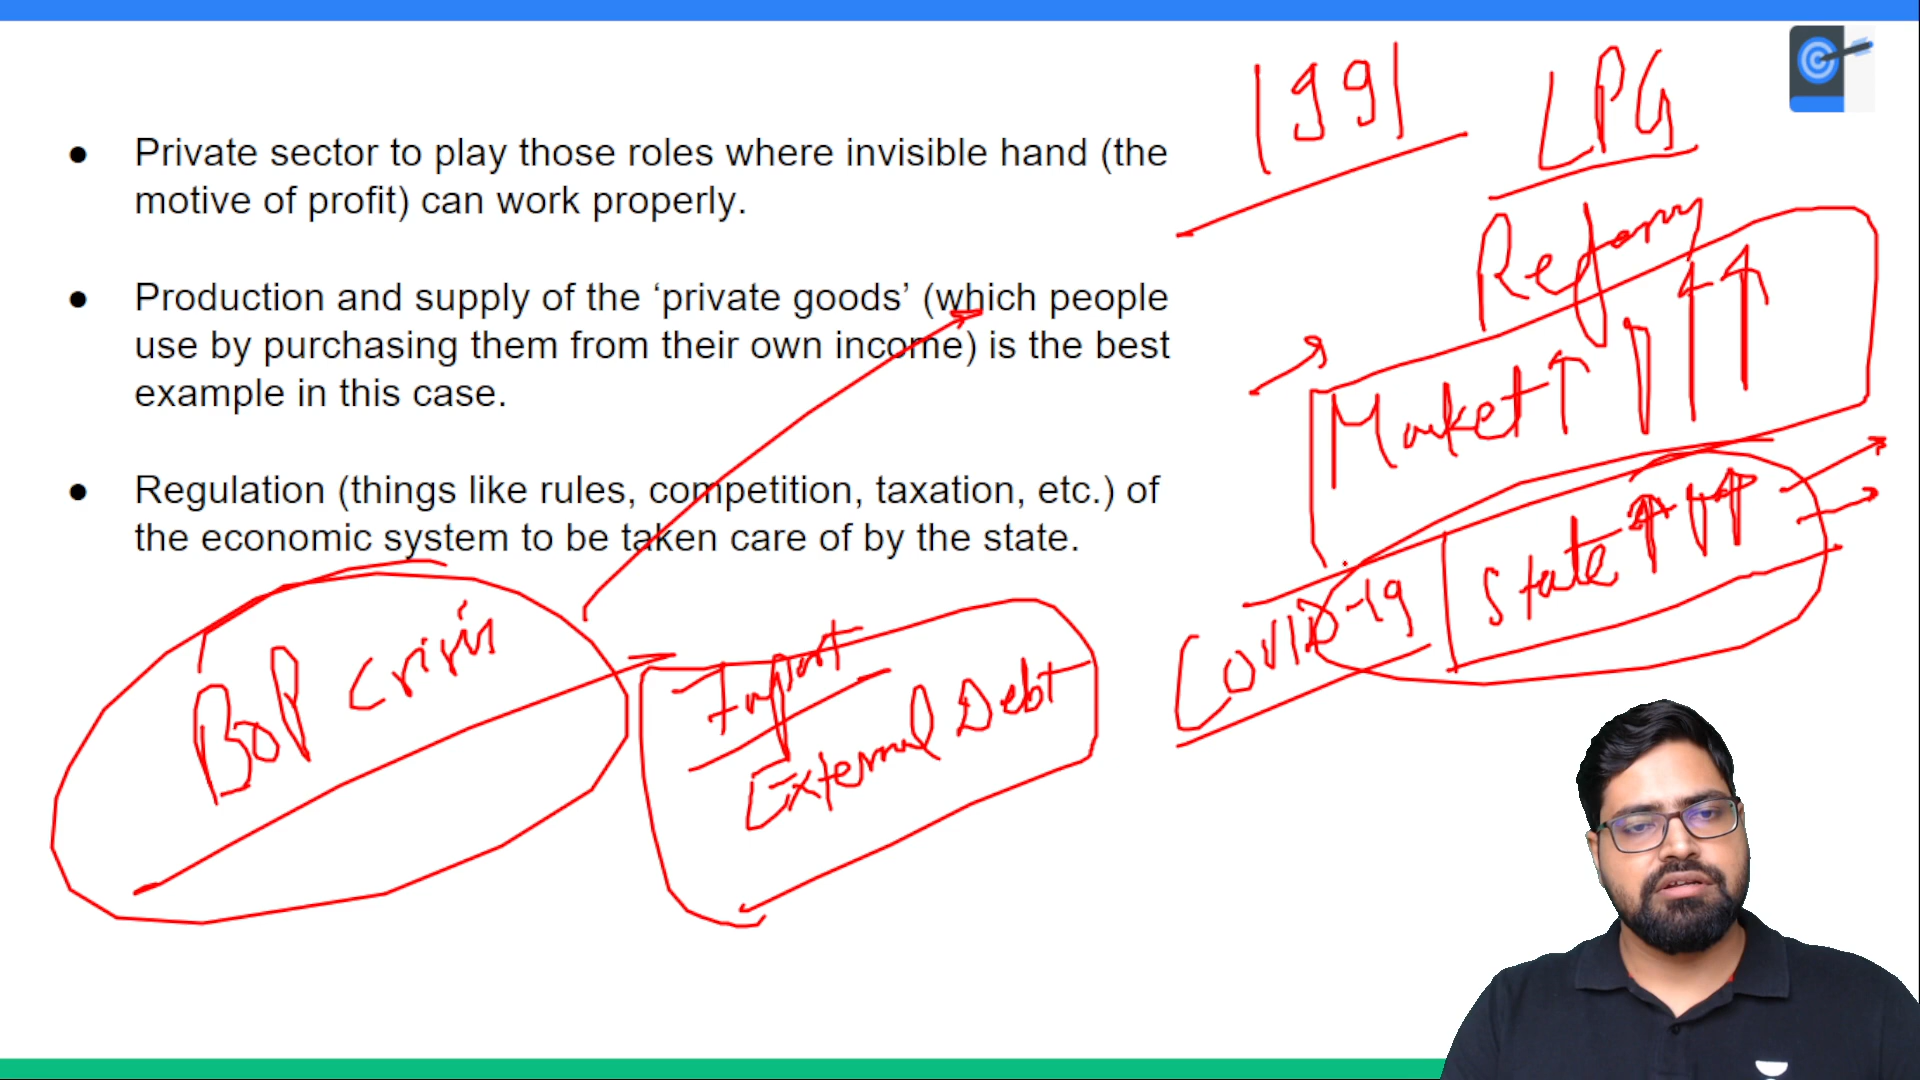 ● Private sector to play those roles where invisible hand (the
motive of profit) can work properly.
● Production and supply of the ‘private goods’ (which people
use by purchasing them from their own income) is the best
example in this case.
● Regulation (things like rules, competition, taxation, etc.) of
the economic system to be taken care of by the state.
1991 LPG
Reform
Market ↑ ↑ ↑ ↑
Covid-19 State ↑ ↑ ↑
BoP crisis
Import
External Debt